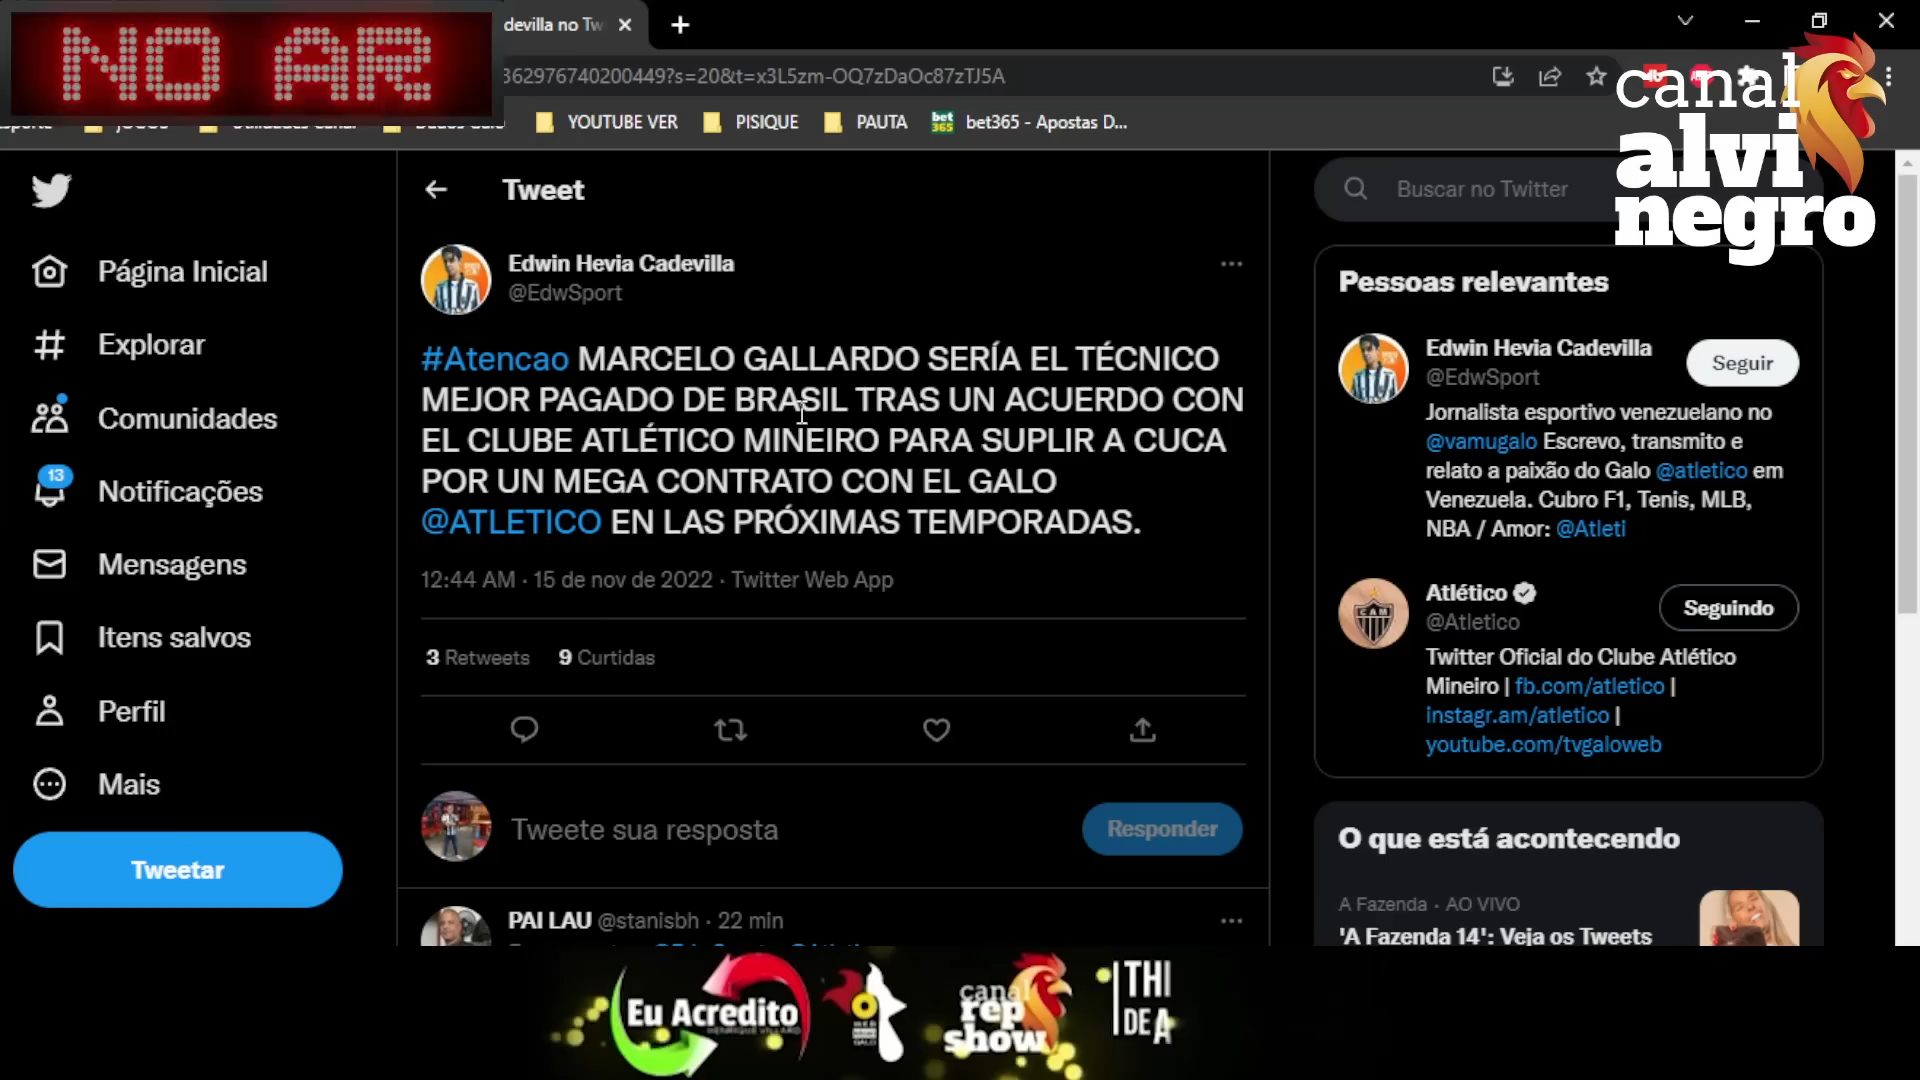 NO AR
devilla no Tw
362976740200449?s=20&t=x3L5zm-OQ7zDaOc87zTJ5A
YOUTUBE VER
PISIQUE
PAUTA
bet365
bet365 - Apostas D...
canal
alvi
negro
Tweet
Buscar no Twitter
Página Inicial
Explorar
Comunidades
13
Notificações
Mensagens
Itens salvos
Perfil
Mais
Tweetar
Edwin Hevia Cadevilla
@EdwSport
#Atencao MARCELO GALLARDO SERÍA EL TÉCNICO
MEJOR PAGADO DE BRASIL TRAS UN ACUERDO CON
EL CLUBE ATLÉTICO MINEIRO PARA SUPLIR A CUCA
POR UN MEGA CONTRATO CON EL GALO
@ATLETICO EN LAS PRÓXIMAS TEMPORADAS.
12:44 AM · 15 de nov de 2022 · Twitter Web App
3 Retweets 9 Curtidas
Tweete sua resposta
Responder
PAI LAU @stanisbh · 22 min
Pessoas relevantes
Edwin Hevia Cadevilla
@EdwSport
Seguir
Jornalista esportivo venezuelano no
@vamugalo Escrevo, transmito e
relato a paixão do Galo @atletico em
Venezuela. Cubro F1, Tenis, MLB,
NBA / Amor: @Atleti
Atlético
@Atletico
Seguindo
CAM
Twitter Oficial do Clube Atlético
Mineiro | fb.com/atletico |
instagr.am/atletico |
youtube.com/tvgaloweb
O que está acontecendo
A Fazenda · AO VIVO
'A Fazenda 14': Veja os Tweets
Eu Acredito
canal
rep
show
THI
DE A